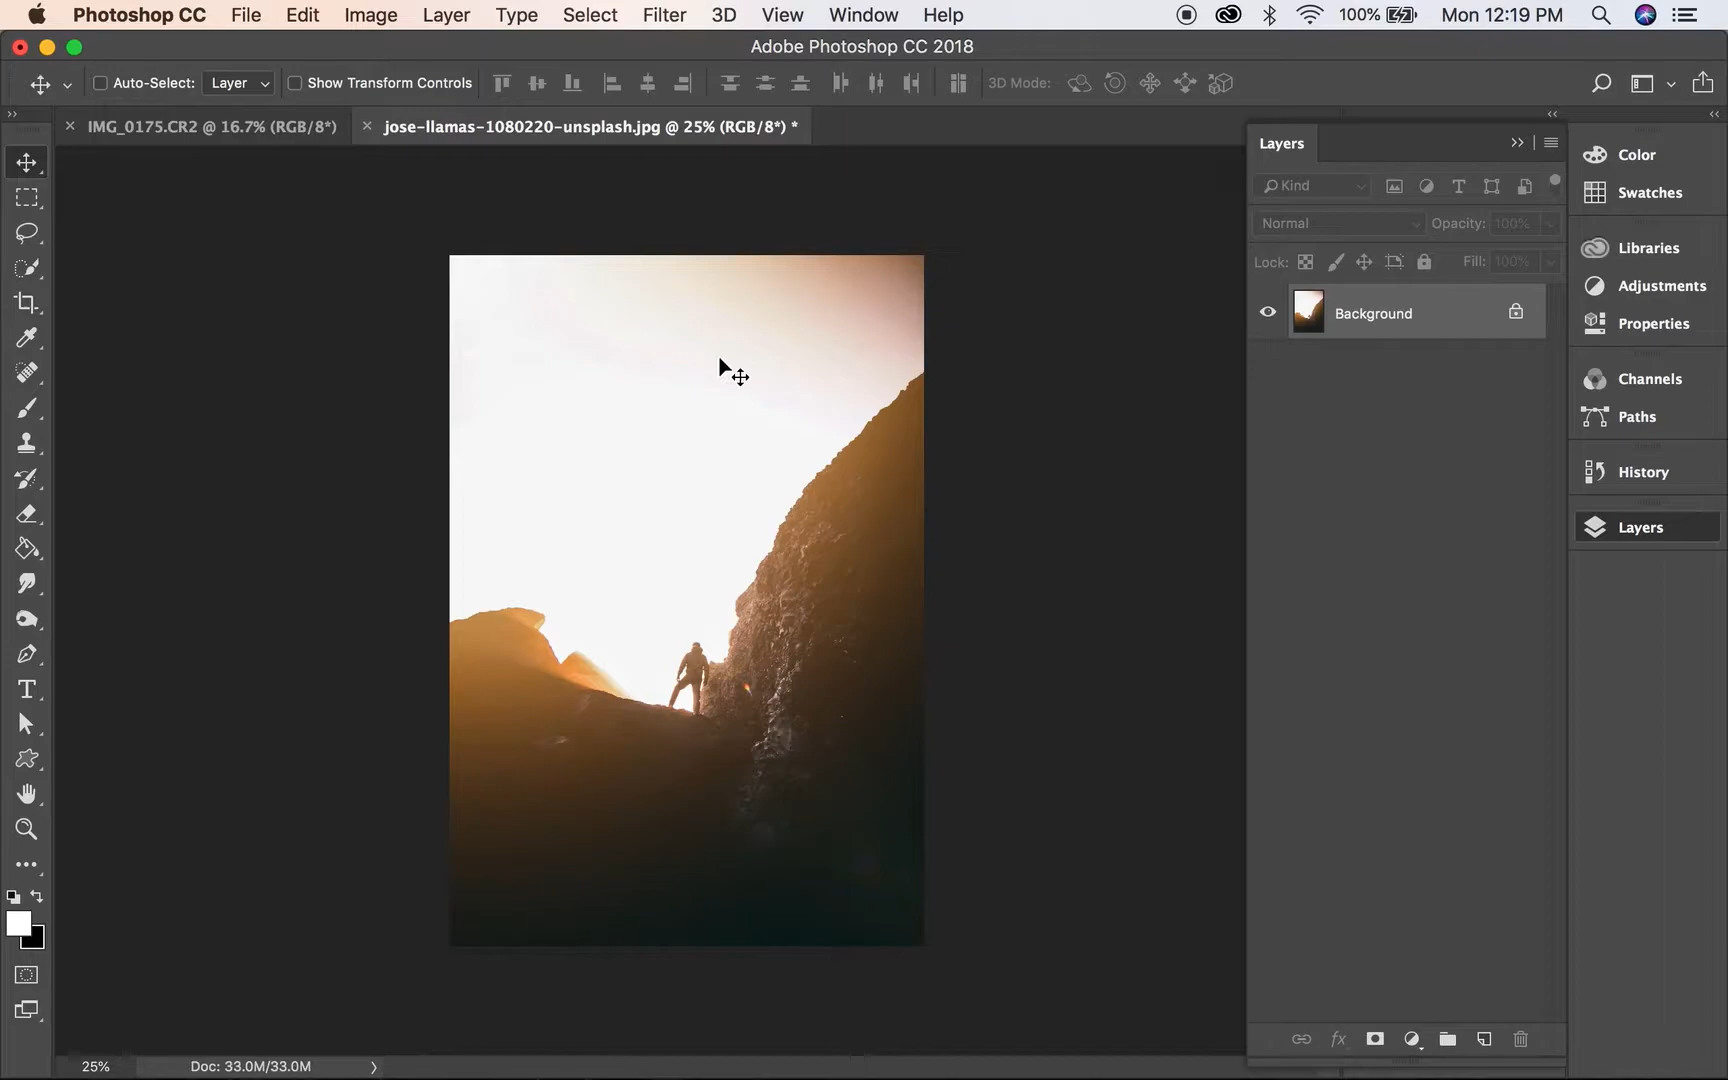 Photoshop CC File Edit Image Layer Type Select Filter 3D View Window Help 100% Mon 12:19 PM
Adobe Photoshop CC 2018
Auto-Select: Layer Show Transform Controls 3D Mode:
IMG_0175.CR2 @ 16.7% (RGB/8*) jose-llamas-1080220-unsplash.jpg @ 25% (RGB/8*) *
Layers
Kind
Normal Opacity: 100%
Lock: Fill: 100%
Background
Color
Swatches
Libraries
Adjustments
Properties
Channels
Paths
History
Layers
25% Doc: 33.0M/33.0M